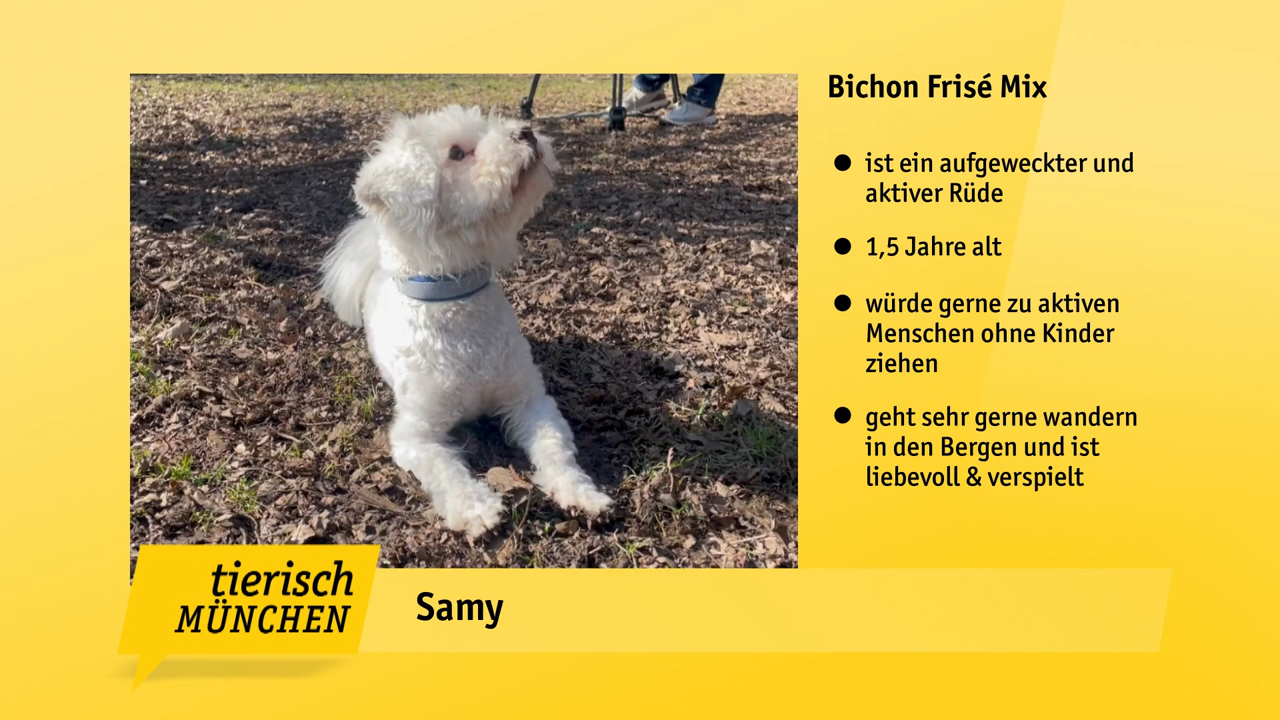 Bichon Frisé Mix
● ist ein aufgeweckter und
aktiver Rüde
● 1,5 Jahre alt
● würde gerne zu aktiven
Menschen ohne Kinder
ziehen
● geht sehr gerne wandern
in den Bergen und ist
liebevoll & verspielt
tierisch
MÜNCHEN
Samy